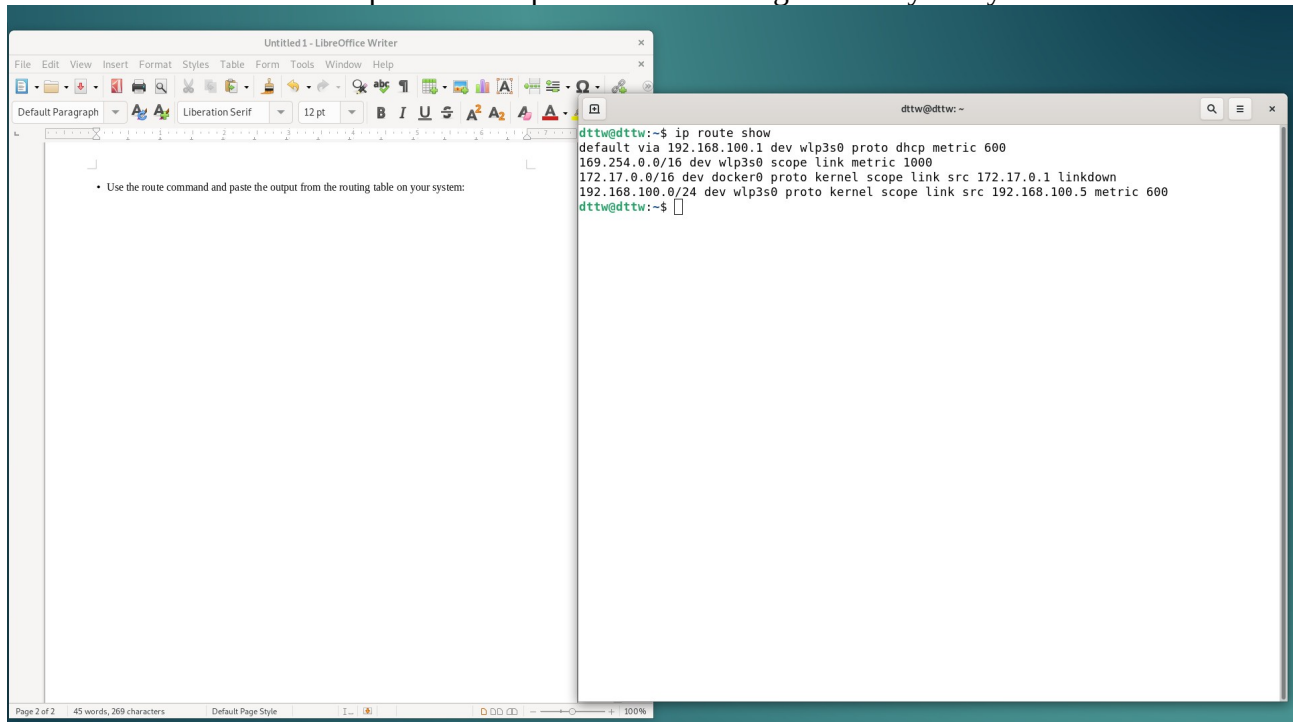 Untitled 1 - LibreOffice Writer
File Edit View Insert Format Styles Table Form Tools Window Help
Default Paragraph
Liberation Serif
12 pt
• Use the route command and paste the output from the routing table on your system:
Page 2 of 2 45 words, 269 characters Default Page Style 100%
dttw@dttw: ~
dttw@dttw:~$ ip route show
default via 192.168.100.1 dev wlp3s0 proto dhcp metric 600
169.254.0.0/16 dev wlp3s0 scope link metric 1000
172.17.0.0/16 dev docker0 proto kernel scope link src 172.17.0.1 linkdown
192.168.100.0/24 dev wlp3s0 proto kernel scope link src 192.168.100.5 metric 600
dttw@dttw:~$